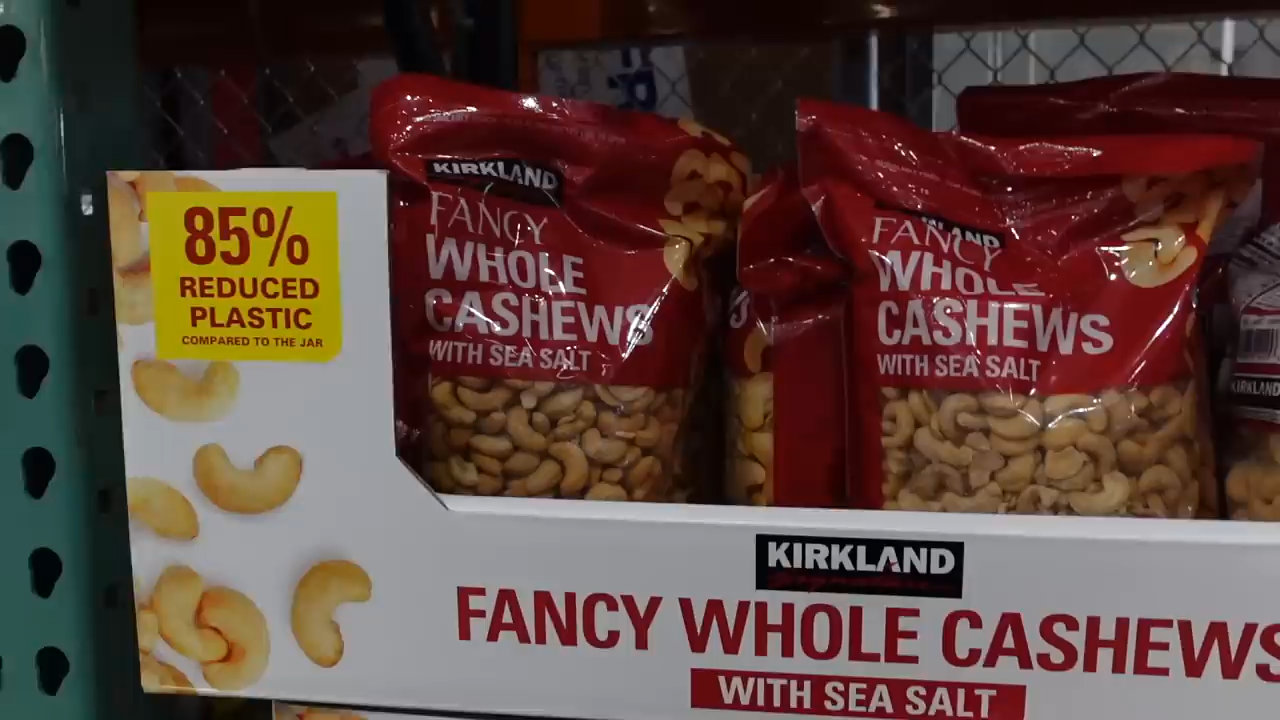 85%
REDUCED
PLASTIC
COMPARED TO THE JAR
KIRKLAND
FANCY
WHOLE
CASHEWS
WITH SEA SALT
FANCY
WHOLE
CASHEWS
WITH SEA SALT
KIRKLAND
KIRKLAND
FANCY WHOLE CASHEWS
WITH SEA SALT